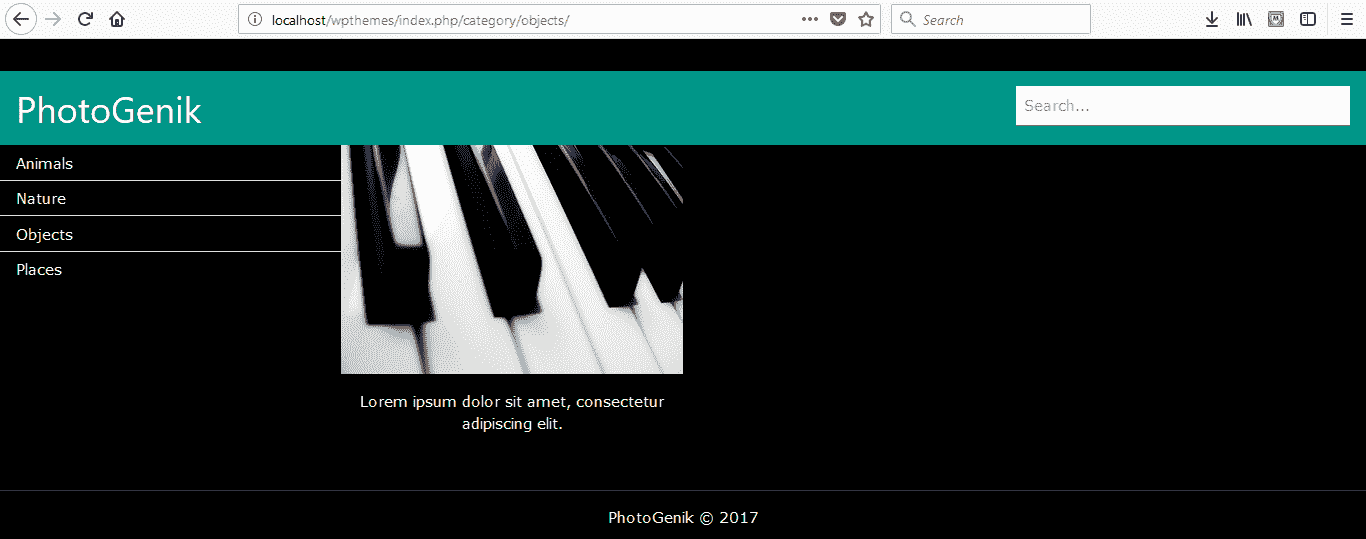 localhost/wpthemes/index.php/category/objects/
Search
PhotoGenik
Search...
Animals
Nature
Objects
Places
Lorem ipsum dolor sit amet, consectetur
adipiscing elit.
PhotoGenik © 2017